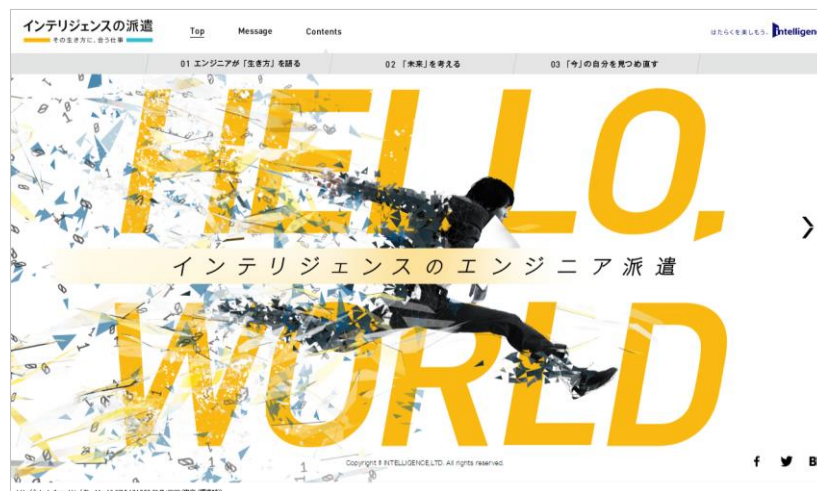 インテリジェンスの派遣
その生き方に、合う仕事
Top Message Contents
はたらくを楽しもう。 intelligence
01 エンジニアが「生き方」を語る 02 「未来」を考える 03 「今」の自分を見つめ直す
HELLO,
インテリジェンスのエンジニア派遣
WORLD
Copyright © INTELLIGENCE,LTD. All rights reserved.